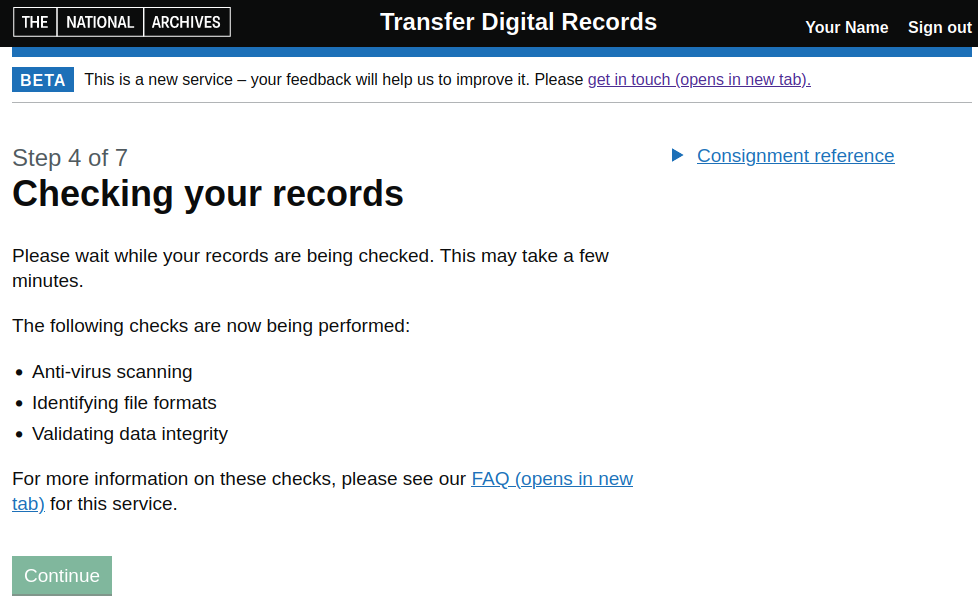 THE NATIONAL ARCHIVES
Transfer Digital Records
Your Name Sign out
BETA This is a new service – your feedback will help us to improve it. Please get in touch (opens in new tab).
Step 4 of 7
Consignment reference
Checking your records
Please wait while your records are being checked. This may take a few
minutes.
The following checks are now being performed:
Anti-virus scanning
Identifying file formats
Validating data integrity
For more information on these checks, please see our FAQ (opens in new
tab) for this service.
Continue